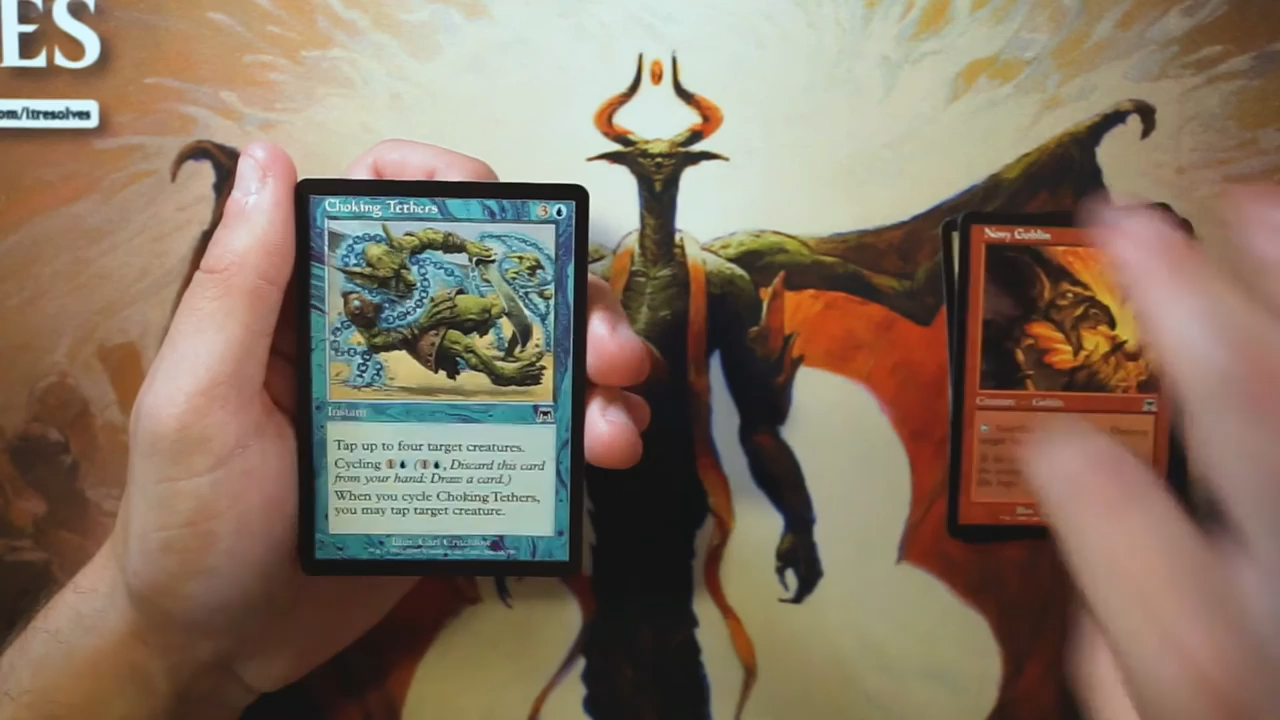 ES
om/itresolves
Choking Tethers
3
Instant
Tap up to four target creatures.
Cycling 1 (1, Discard this card
from your hand: Draw a card.)
When you cycle Choking Tethers,
you may tap target creature.
Illus. Carl Critchlow
Nosy Goblin
Creature — Goblin